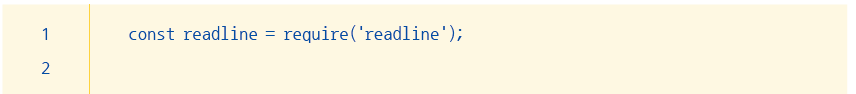 1 const readline = require('readline');
2